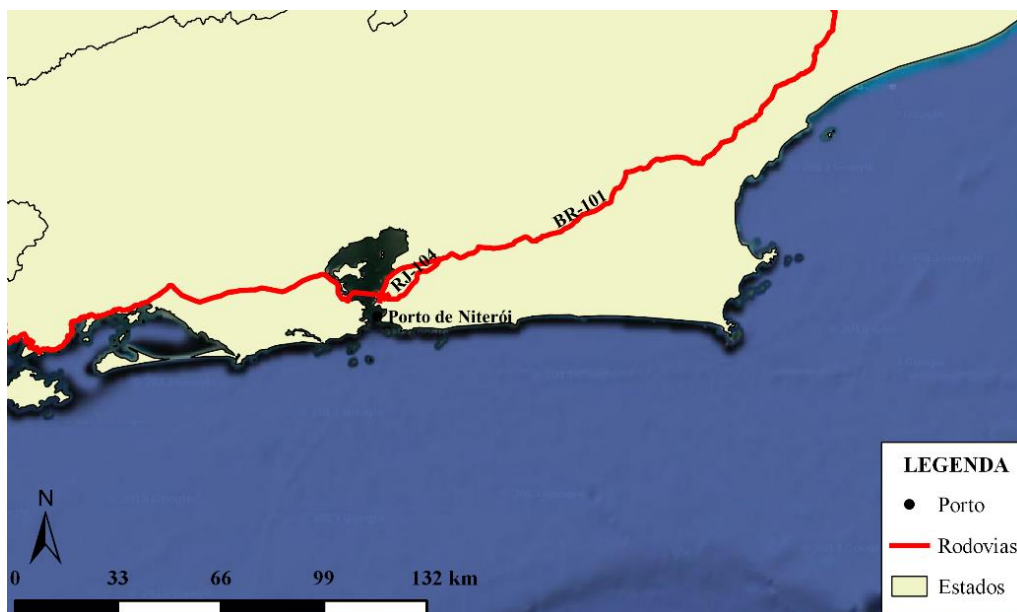 BR-101
RJ-104
Porto de Niterói
LEGENDA
Porto
Rodovias
Estados
N
0 33 66 99 132 km